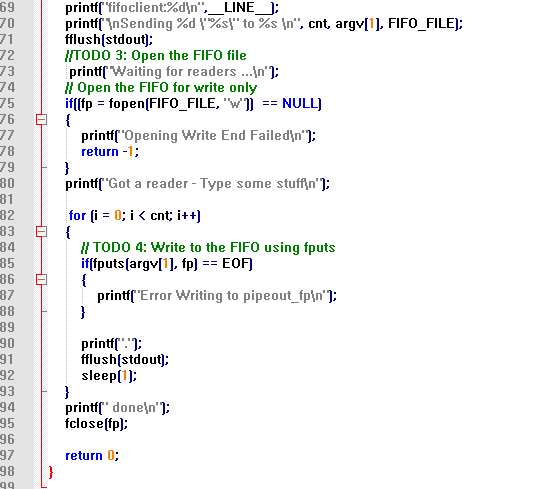 69 printf("fifoclient:%d\n",__LINE__);
70 printf("\nSending %d \"%s\" to %s \n", cnt, argv[1], FIFO_FILE);
71 fflush(stdout);
72 //TODO 3: Open the FIFO file
73 printf("Waiting for readers ...\n");
74 // Open the FIFO for write only
75 if((fp = fopen(FIFO_FILE, "w")) == NULL)
76 {
77 printf("Opening Write End Failed\n");
78 return -1;
79 }
80 printf("Got a reader - Type some stuff\n");
81
82 for (i = 0; i < cnt; i++)
83 {
84 // TODO 4: Write to the FIFO using fputs
85 if(fputs(argv[1], fp) == EOF)
86 {
87 printf("Error Writing to pipeout_fp\n");
88 }
89
90 printf(".");
91 fflush(stdout);
92 sleep(1);
93 }
94 printf(" done\n");
95 fclose(fp);
96
97 return 0;
98 }
99